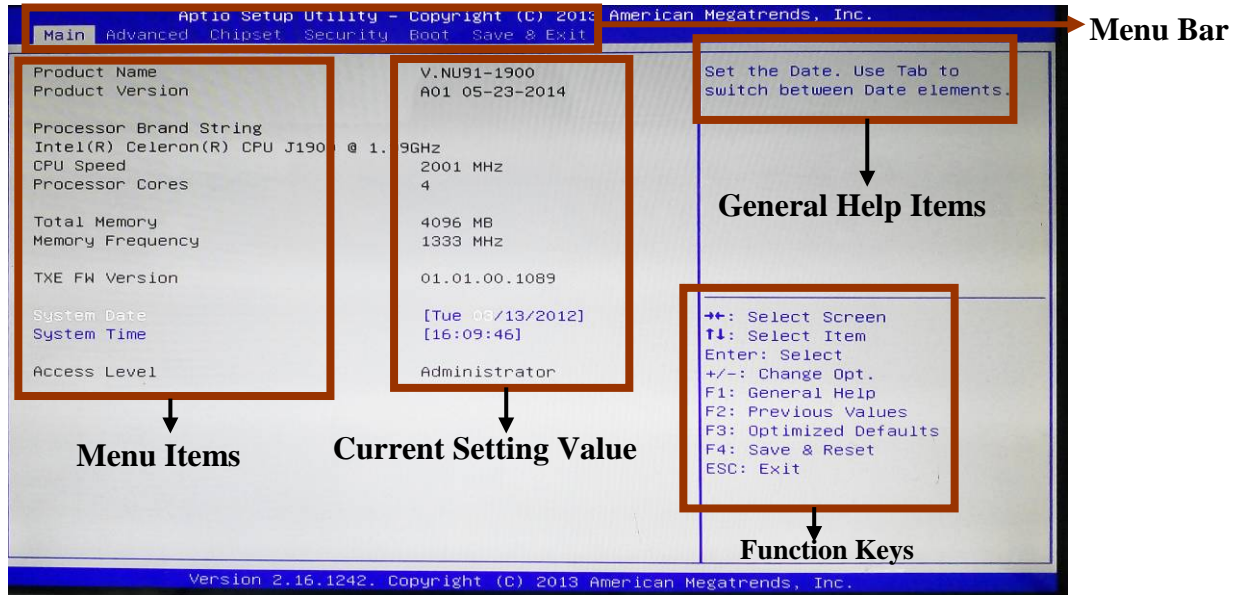 Aptio Setup Utility – Copyright (C) 2013 American Megatrends, Inc.
Main Advanced Chipset Security Boot Save & Exit
Menu Bar
Product Name V.NU91-1900
Product Version A01 05-23-2014
Processor Brand String
Intel(R) Celeron(R) CPU J190 @ 1. 9GHz
CPU Speed 2001 MHz
Processor Cores 4
Total Memory 4096 MB
Memory Frequency 1333 MHz
TXE FW Version 01.01.00.1089
System Date [Tue 03/13/2012]
System Time [16:09:46]
Access Level Administrator
Set the Date. Use Tab to
switch between Date elements.
General Help Items
→←: Select Screen
↑↓: Select Item
Enter: Select
+/-: Change Opt.
F1: General Help
F2: Previous Values
F3: Optimized Defaults
F4: Save & Reset
ESC: Exit
Menu Items
Current Setting Value
Function Keys
Version 2.16.1242. Copyright (C) 2013 American Megatrends, Inc.